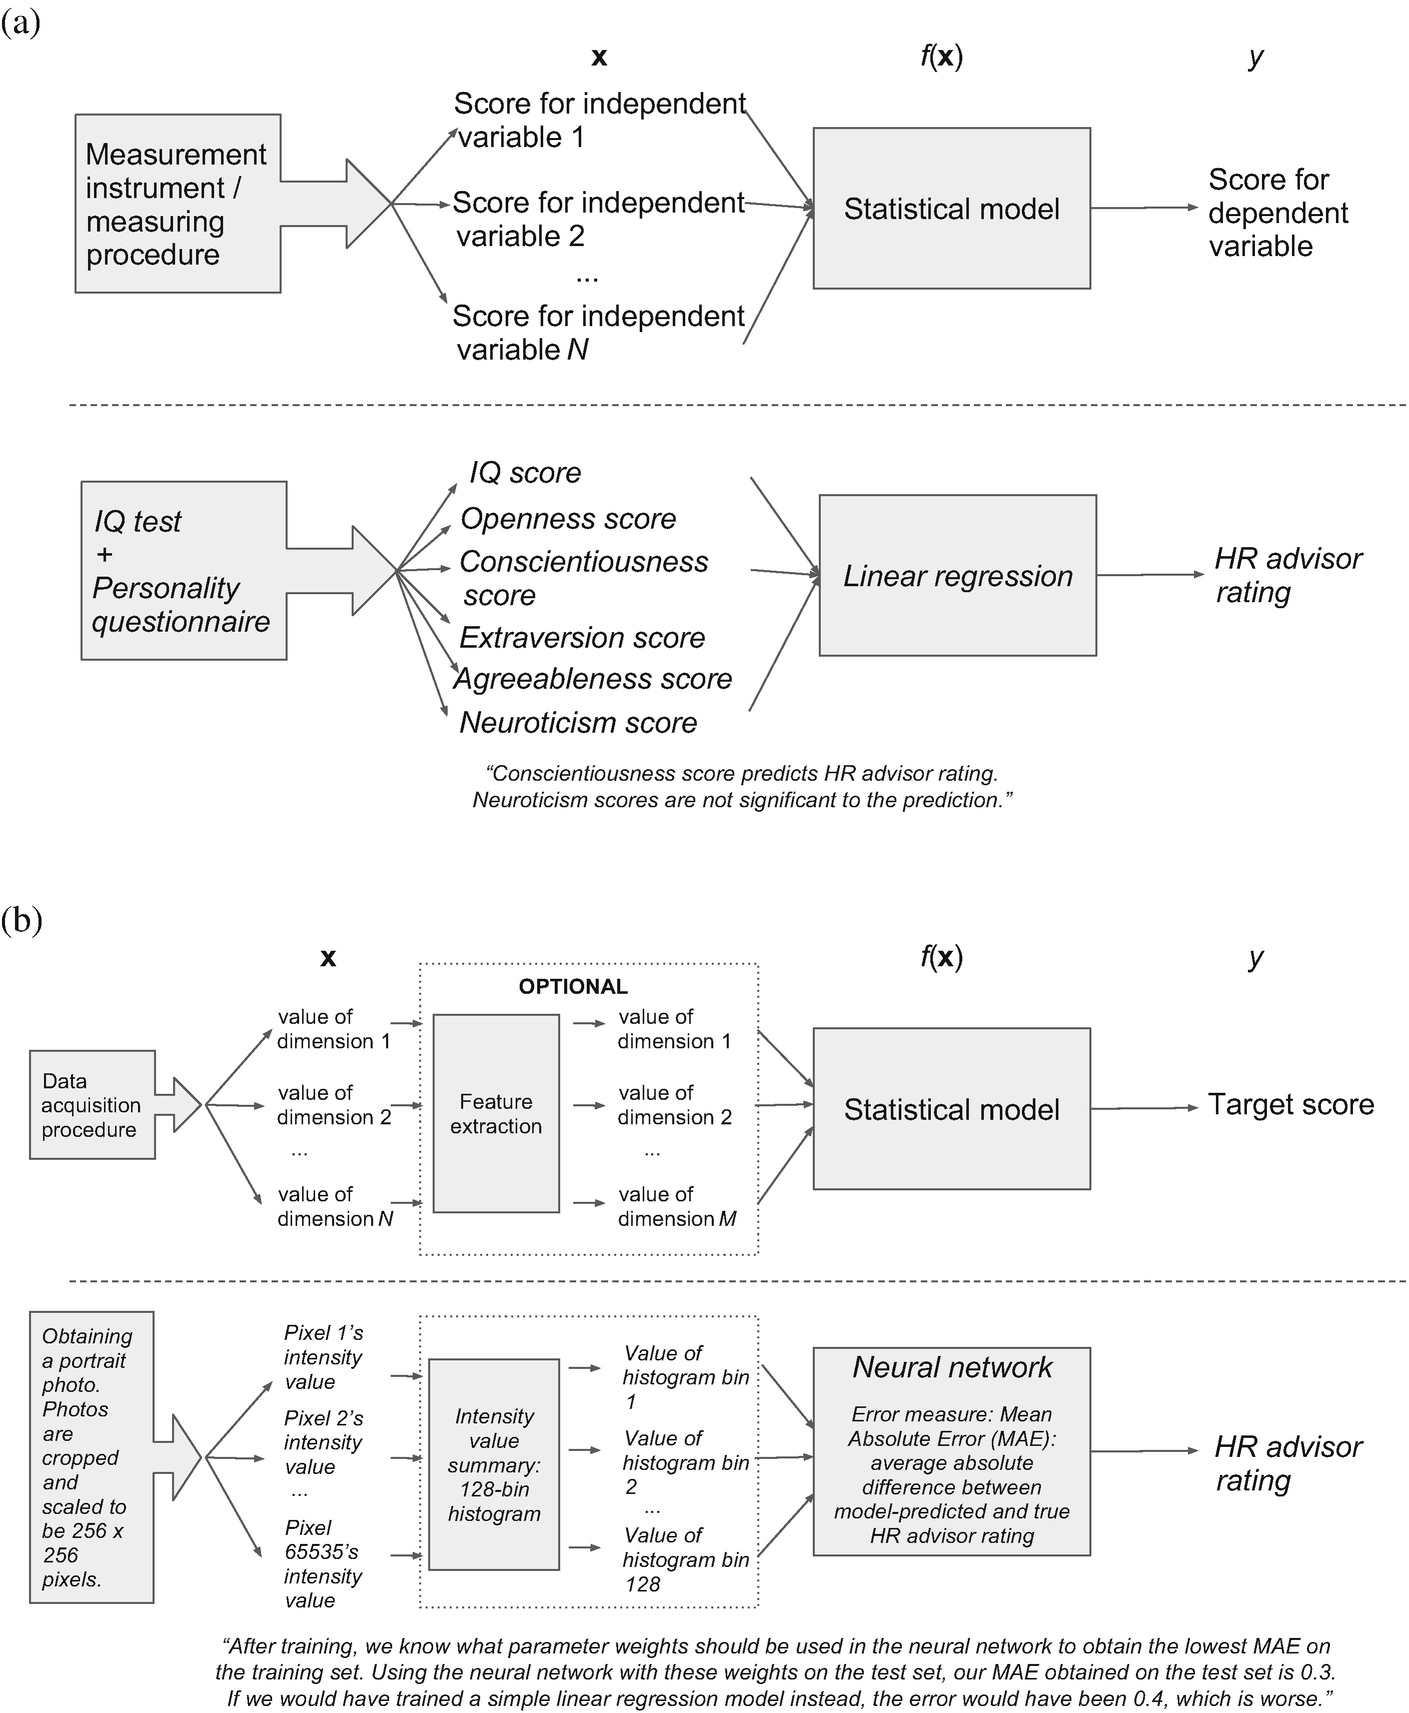 (a)
x
f(x)
y
Measurement
instrument /
measuring
procedure
Score for independent
variable 1
Score for independent
variable 2
...
Score for independent
variable N
Statistical model
Score for
dependent
variable
IQ test
+
Personality
questionnaire
IQ score
Openness score
Conscientiousness
score
Extraversion score
Agreeableness score
Neuroticism score
Linear regression
HR advisor
rating
“Conscientiousness score predicts HR advisor rating.
Neuroticism scores are not significant to the prediction.”
(b)
x
f(x)
y
Data
acquisition
procedure
value of
dimension 1
value of
dimension 2
...
value of
dimension N
OPTIONAL
Feature
extraction
value of
dimension 1
value of
dimension 2
...
value of
dimension M
Statistical model
Target score
Obtaining
a portrait
photo.
Photos
are
cropped
and
scaled to
be 256 x
256
pixels.
Pixel 1’s
intensity
value
Pixel 2’s
intensity
value
...
Pixel
65535’s
intensity
value
Intensity
value
summary:
128-bin
histogram
Value of
histogram bin
1
Value of
histogram bin
2
...
Value of
histogram bin
128
Neural network
Error measure: Mean
Absolute Error (MAE):
average absolute
difference between
model-predicted and true
HR advisor rating
HR advisor
rating
“After training, we know what parameter weights should be used in the neural network to obtain the lowest MAE on
the training set. Using the neural network with these weights on the test set, our MAE obtained on the test set is 0.3.
If we would have trained a simple linear regression model instead, the error would have been 0.4, which is worse.”